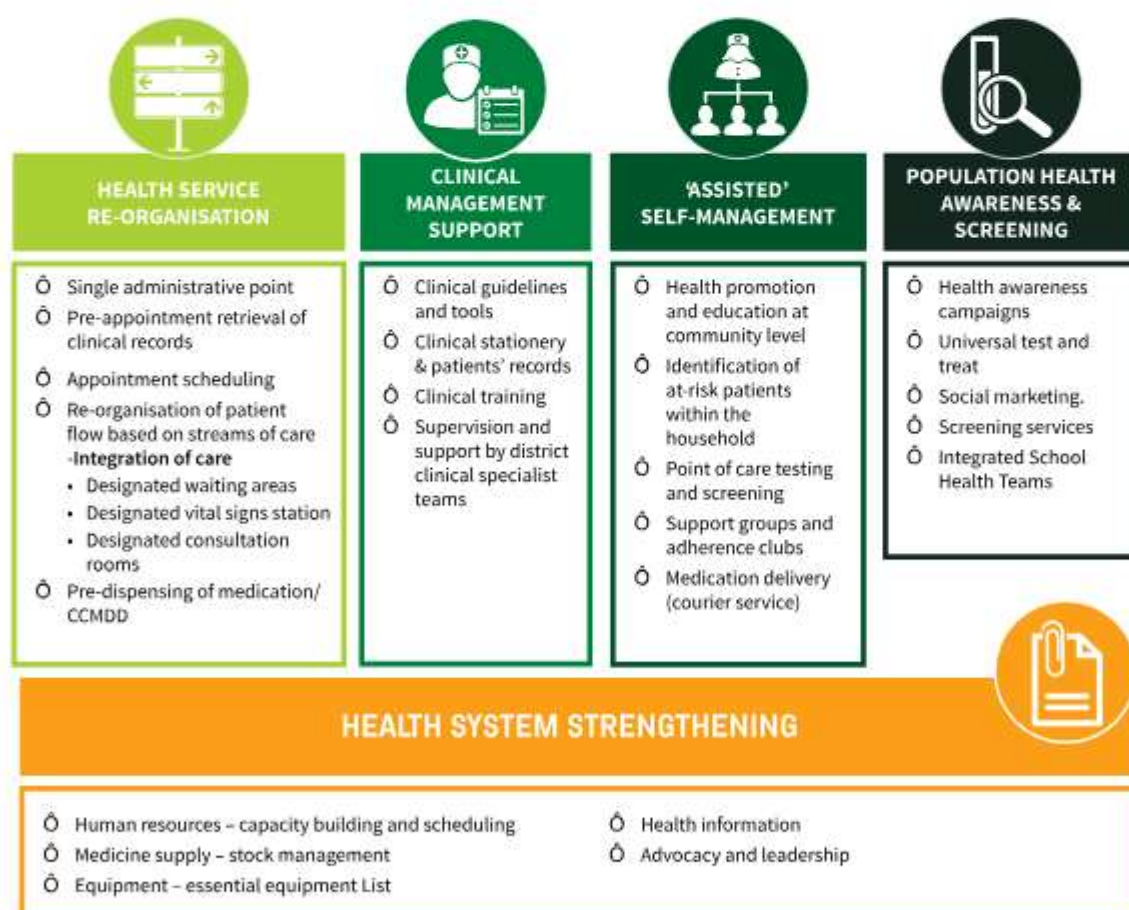 HEALTH SERVICE
RE-ORGANISATION
Ô Single administrative point
Ô Pre-appointment retrieval of
clinical records
Ô Appointment scheduling
Ô Re-organisation of patient
flow based on streams of care
-Integration of care
• Designated waiting areas
• Designated vital signs station
• Designated consultation
rooms
Ô Pre-dispensing of medication/
CCMDD
CLINICAL
MANAGEMENT
SUPPORT
Ô Clinical guidelines
and tools
Ô Clinical stationery
& patients' records
Ô Clinical training
Ô Supervision and
support by district
clinical specialist
teams
'ASSISTED'
SELF-MANAGEMENT
Ô Health promotion
and education at
community level
Ô Identification of
at-risk patients
within the
household
Ô Point of care testing
and screening
Ô Support groups and
adherence clubs
Ô Medication delivery
(courier service)
POPULATION HEALTH
AWARENESS &
SCREENING
Ô Health awareness
campaigns
Ô Universal test and
treat
Ô Social marketing.
Ô Screening services
Ô Integrated School
Health Teams
HEALTH SYSTEM STRENGTHENING
Ô Human resources – capacity building and scheduling
Ô Medicine supply – stock management
Ô Equipment – essential equipment List
Ô Health information
Ô Advocacy and leadership